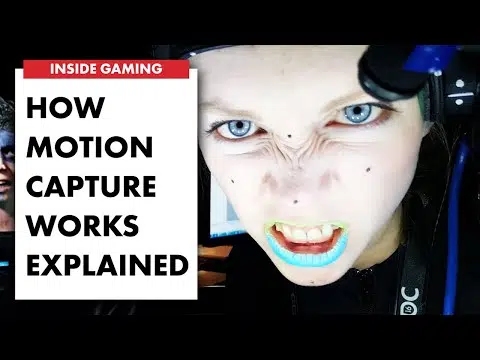 INSIDE GAMING
HOW
MOTION
CAPTURE
WORKS
EXPLAINED